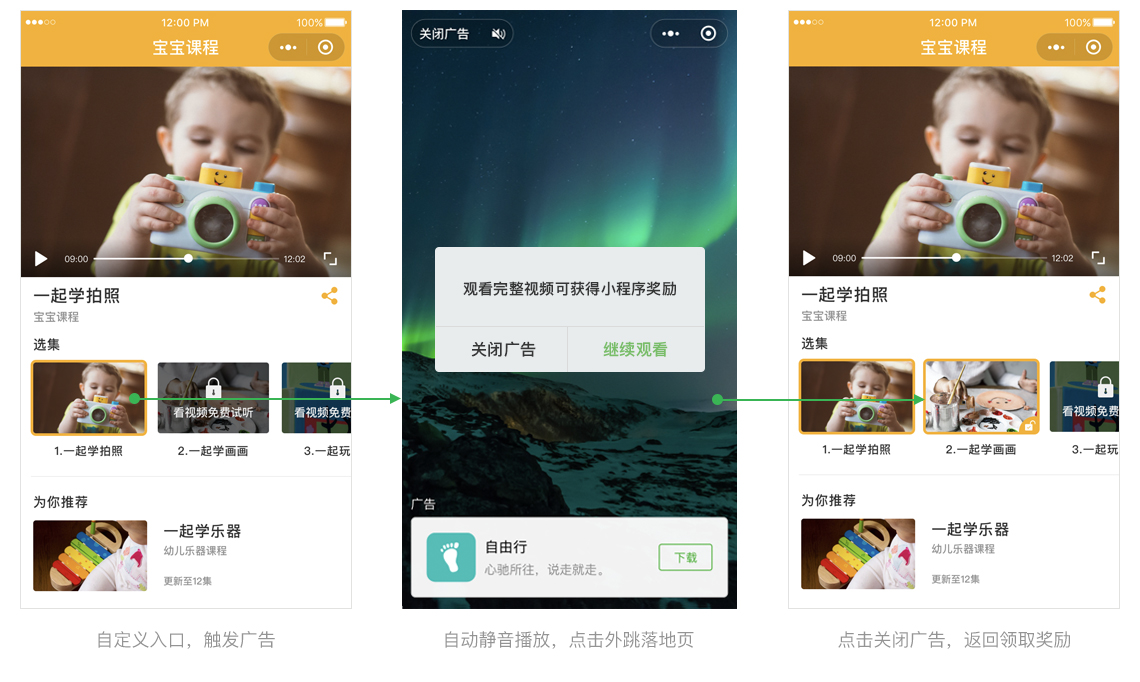 12:00 PM
100%
宝宝课程
09:00
12:02
一起学拍照
宝宝课程
选集
看视频免费试听
看视频免费
1.一起学拍照
2.一起学画画
3.一起玩
为你推荐
一起学乐器
幼儿乐器课程
更新至12集
自定义入口，触发广告
关闭广告
观看完整视频可获得小程序奖励
关闭广告
继续观看
广告
自由行
心驰所往，说走就走。
下载
自动静音播放，点击外跳落地页
12:00 PM
100%
宝宝课程
09:00
12:02
一起学拍照
宝宝课程
选集
看视频免费
1.一起学拍照
2.一起学画画
3.一起玩
为你推荐
一起学乐器
幼儿乐器课程
更新至12集
点击关闭广告，返回领取奖励